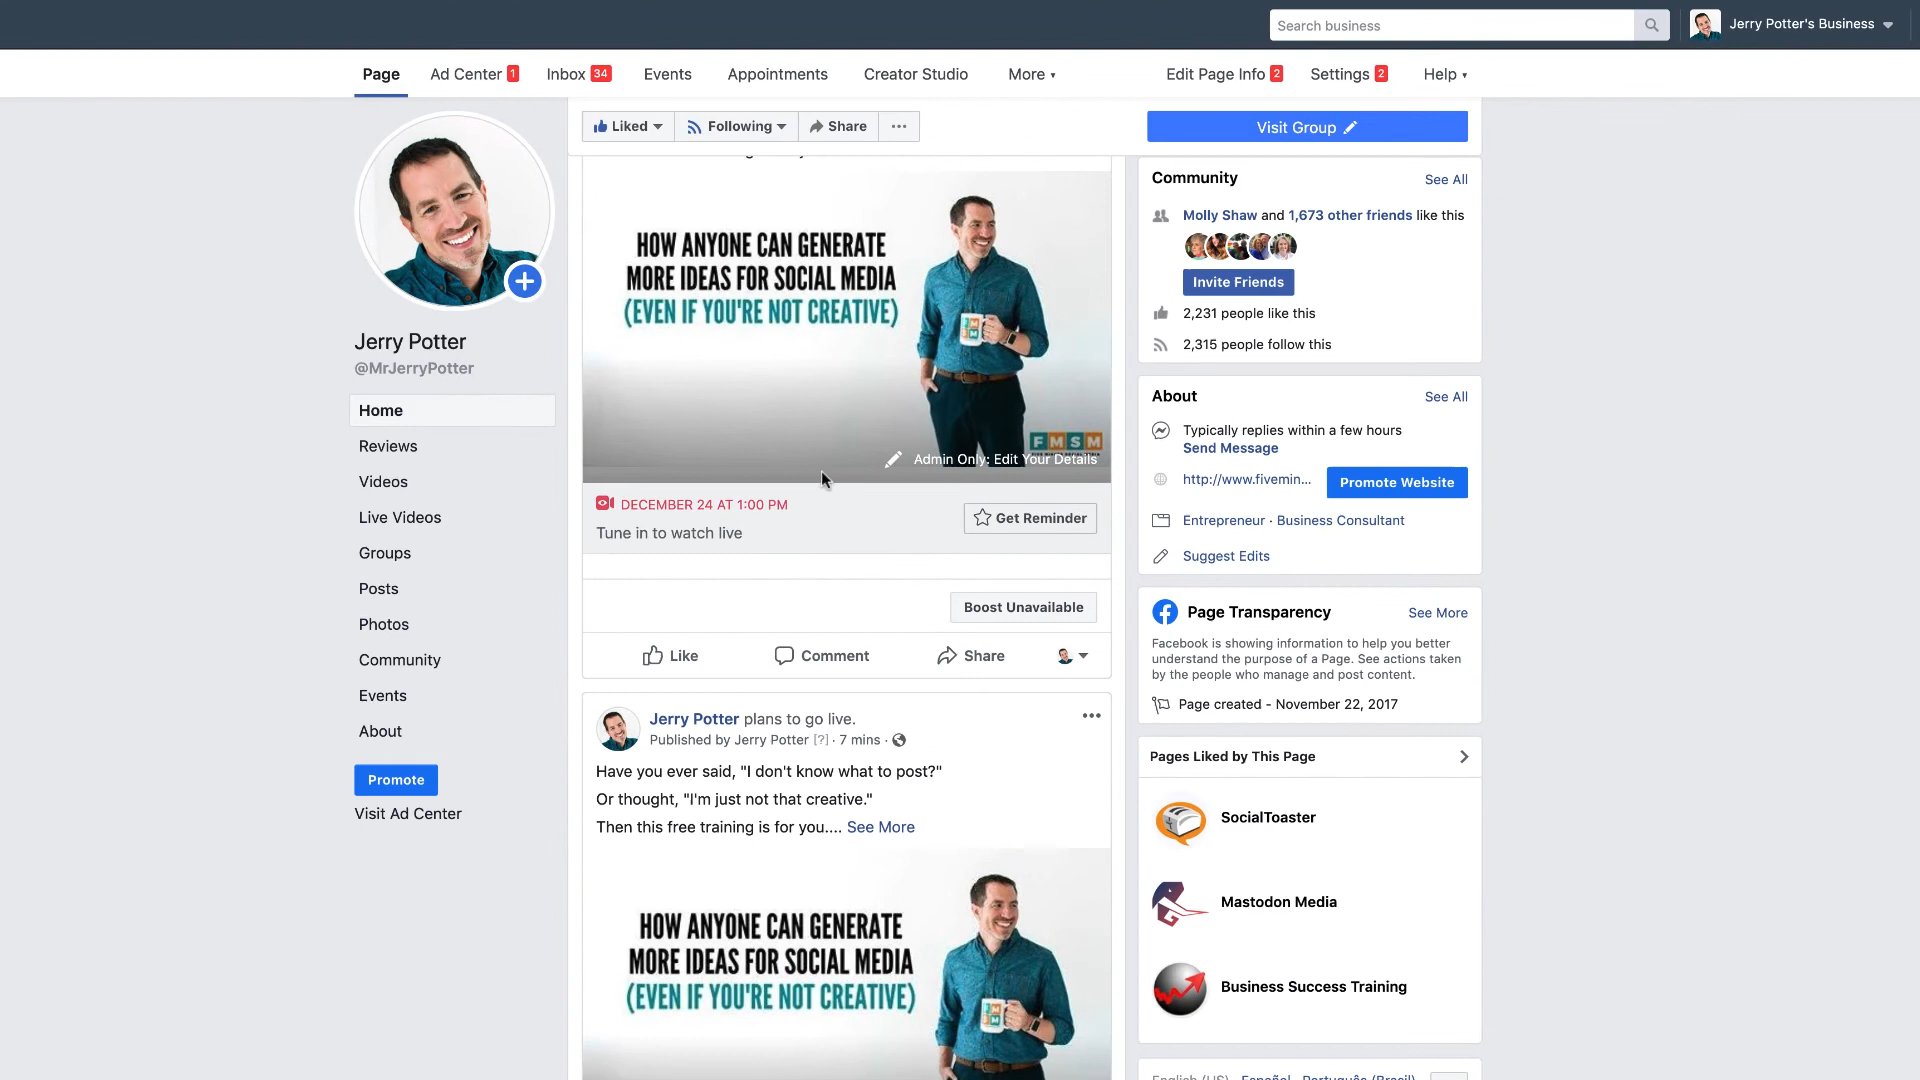 Search business
Jerry Potter's Business
Page
Ad Center 1
Inbox 34
Events
Appointments
Creator Studio
More
Edit Page Info 2
Settings 2
Help
Liked
Following
Share
Visit Group
Jerry Potter
@MrJerryPotter
Home
Reviews
Videos
Live Videos
Groups
Posts
Photos
Community
Events
About
Promote
Visit Ad Center
HOW ANYONE CAN GENERATE
MORE IDEAS FOR SOCIAL MEDIA
(EVEN IF YOU'RE NOT CREATIVE)
FMSM
Admin Only: Edit Your Details
DECEMBER 24 AT 1:00 PM
Tune in to watch live
Get Reminder
Boost Unavailable
Like
Comment
Share
Jerry Potter plans to go live.
Published by Jerry Potter [?] · 7 mins ·
Have you ever said, "I don't know what to post?"
Or thought, "I'm just not that creative."
Then this free training is for you.... See More
HOW ANYONE CAN GENERATE
MORE IDEAS FOR SOCIAL MEDIA
(EVEN IF YOU'RE NOT CREATIVE)
Community
See All
Molly Shaw and 1,673 other friends like this
Invite Friends
2,231 people like this
2,315 people follow this
About
See All
Typically replies within a few hours
Send Message
http://www.fivemin...
Promote Website
Entrepreneur · Business Consultant
Suggest Edits
Page Transparency
See More
Facebook is showing information to help you better
understand the purpose of a Page. See actions taken
by the people who manage and post content.
Page created - November 22, 2017
Pages Liked by This Page
SocialToaster
Mastodon Media
Business Success Training
English (US) · Español · Português (Brasil)